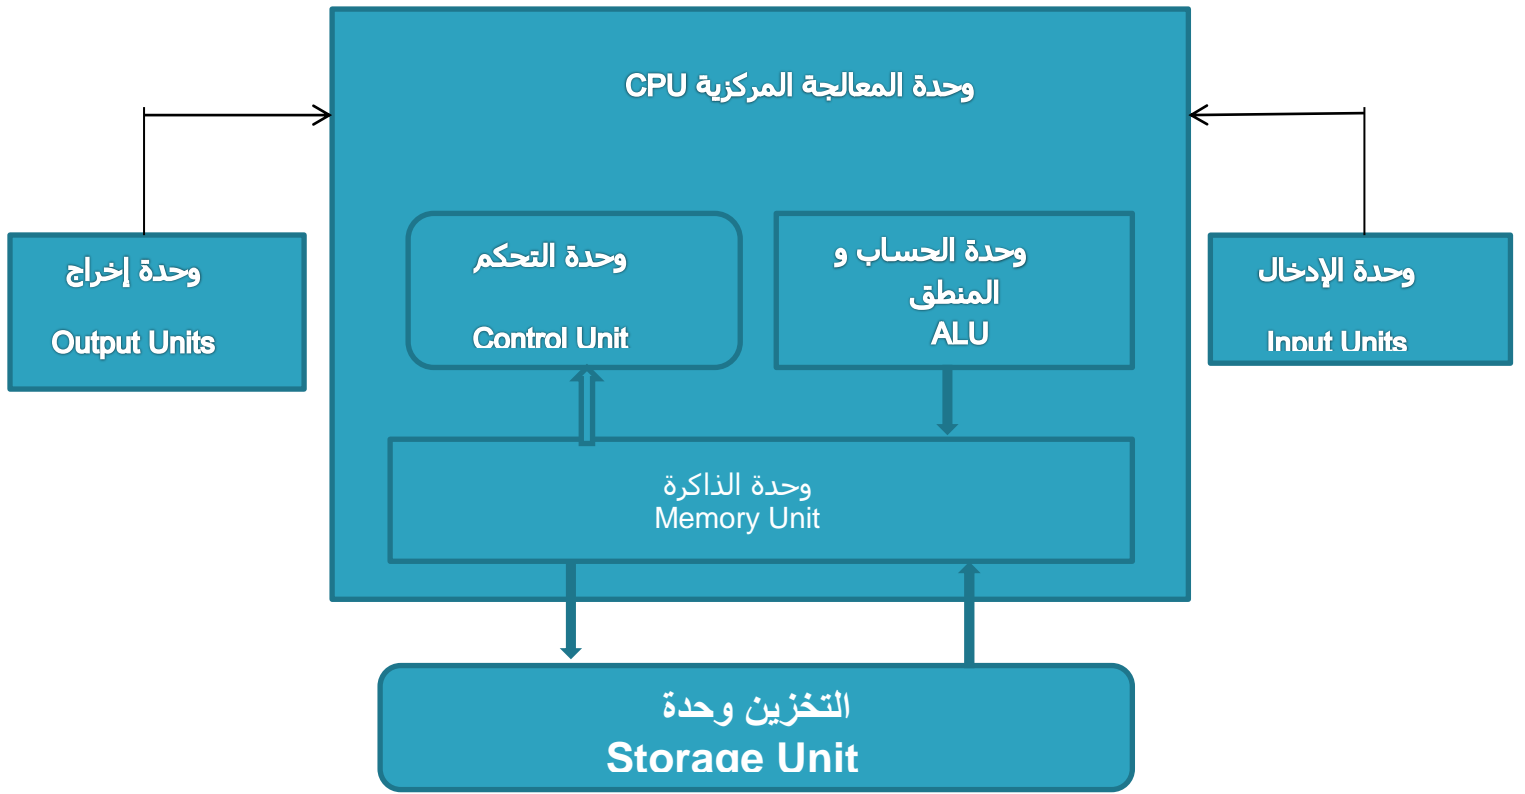 وحدة المعالجة المركزية CPU
وحدة الحساب و
المنطق
ALU
وحدة التحكم
Control Unit
وحدة الإدخال
Input Units
وحدة إخراج
Output Units
وحدة الذاكرة
Memory Unit
التخزين وحدة
Storage Unit